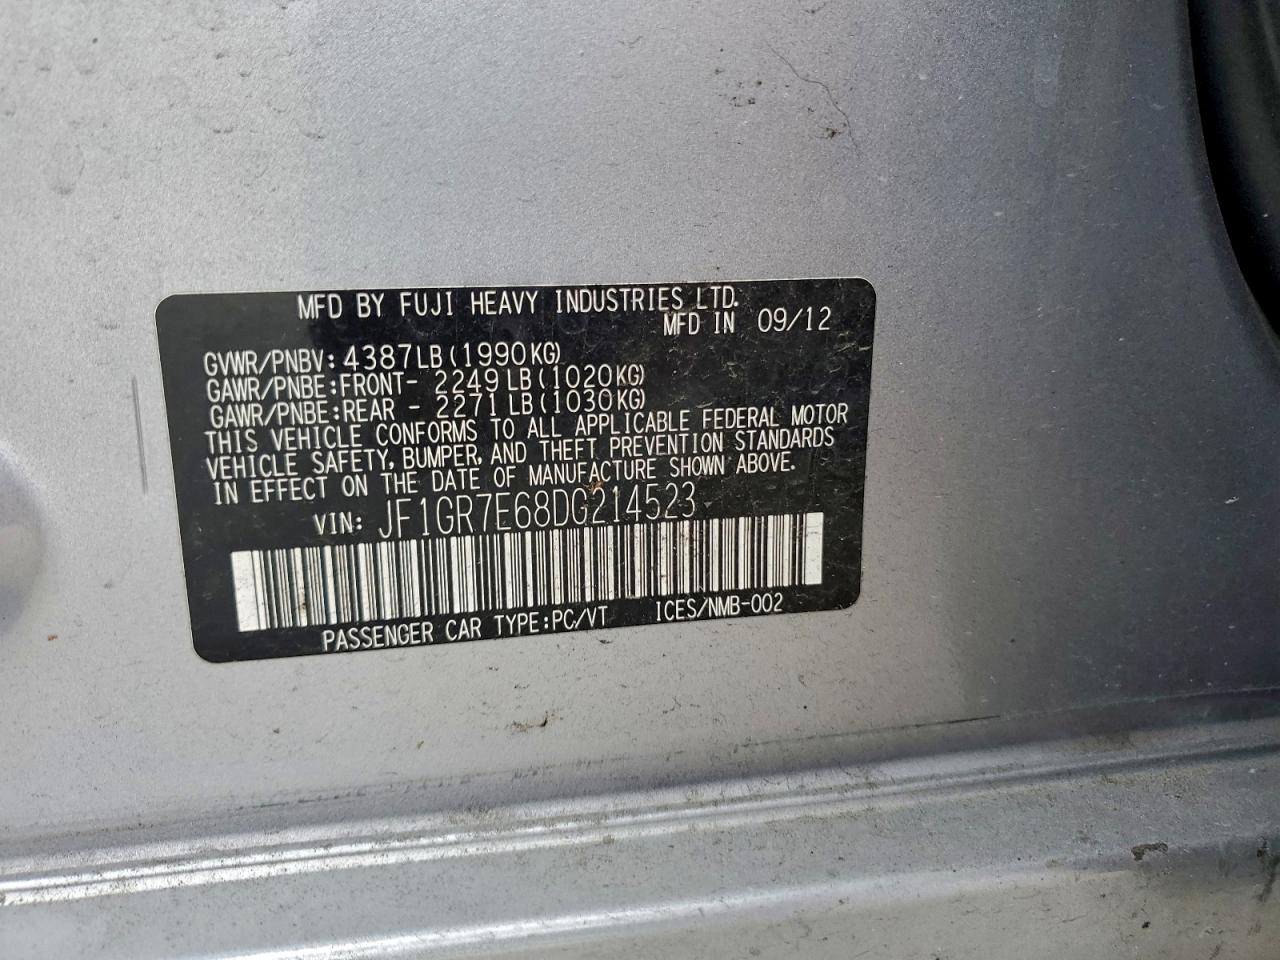 MFD BY FUJI HEAVY INDUSTRIES LTD.
MFD IN 09/12
GVWR/PNBV: 4387LB(1990KG)
GAWR/PNBE:FRONT- 2249LB(1020KG)
GAWR/PNBE:REAR - 2271LB(1030KG)
THIS VEHICLE CONFORMS TO ALL APPLICABLE FEDERAL MOTOR
VEHICLE SAFETY, BUMPER, AND THEFT PREVENTION STANDARDS
IN EFFECT ON THE DATE OF MANUFACTURE SHOWN ABOVE.
VIN: JF1GR7E68DG214523
PASSENGER CAR TYPE:PC/VT ICES/NMB-002